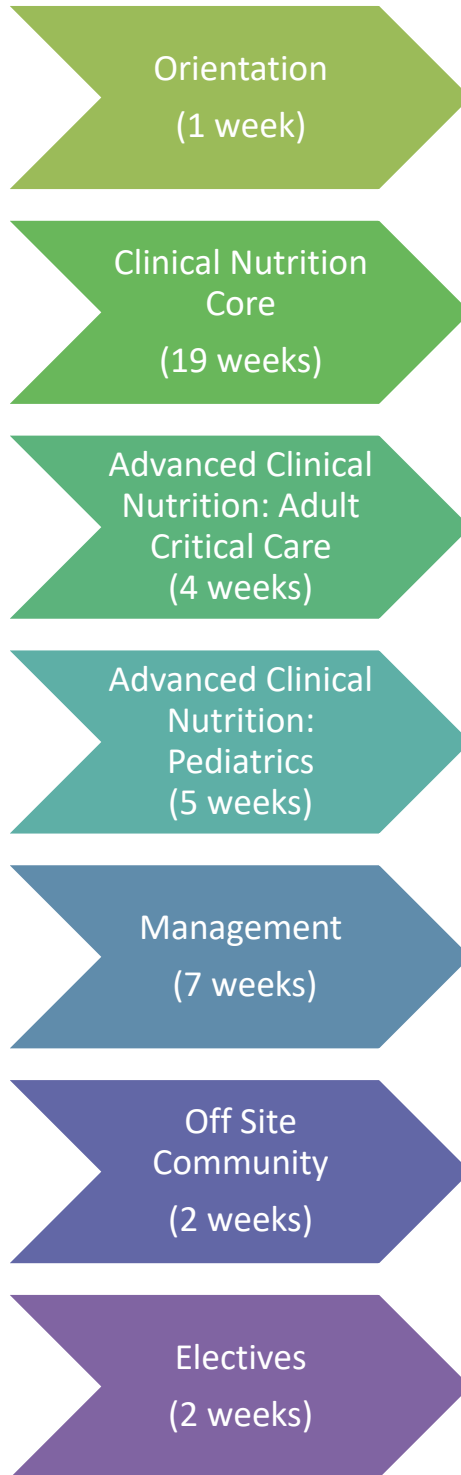 Orientation
(1 week)
Clinical Nutrition
Core
(19 weeks)
Advanced Clinical
Nutrition: Adult
Critical Care
(4 weeks)
Advanced Clinical
Nutrition:
Pediatrics
(5 weeks)
Management
(7 weeks)
Off Site
Community
(2 weeks)
Electives
(2 weeks)